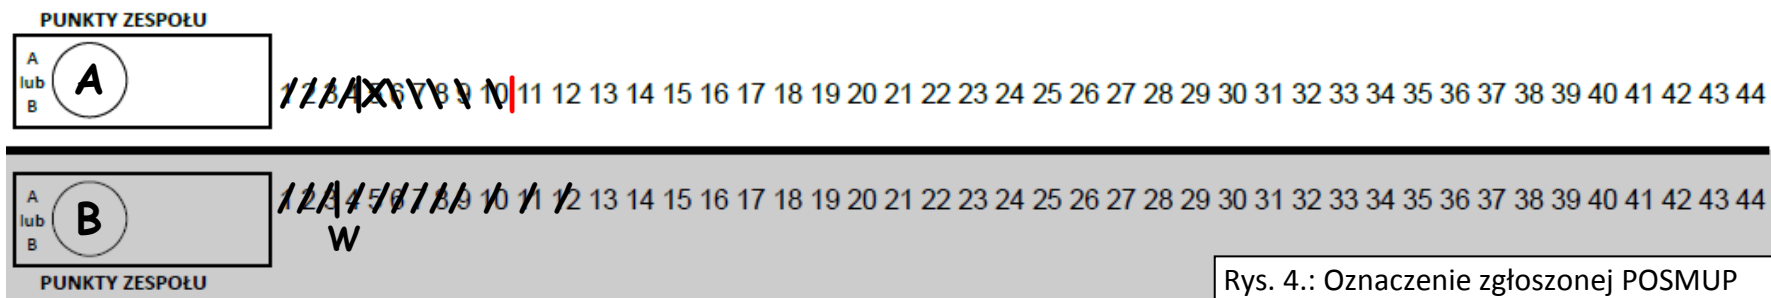 PUNKTY ZESPOŁU
A
lub
B
A
1 2 3 4 5 6 7 8 9 10 11 12 13 14 15 16 17 18 19 20 21 22 23 24 25 26 27 28 29 30 31 32 33 34 35 36 37 38 39 40 41 42 43 44
A
lub
B
B
1 2 3 4 5 6 7 8 9 10 11 12 13 14 15 16 17 18 19 20 21 22 23 24 25 26 27 28 29 30 31 32 33 34 35 36 37 38 39 40 41 42 43 44
W
PUNKTY ZESPOŁU
Rys. 4.: Oznaczenie zgłoszonej POSMUP